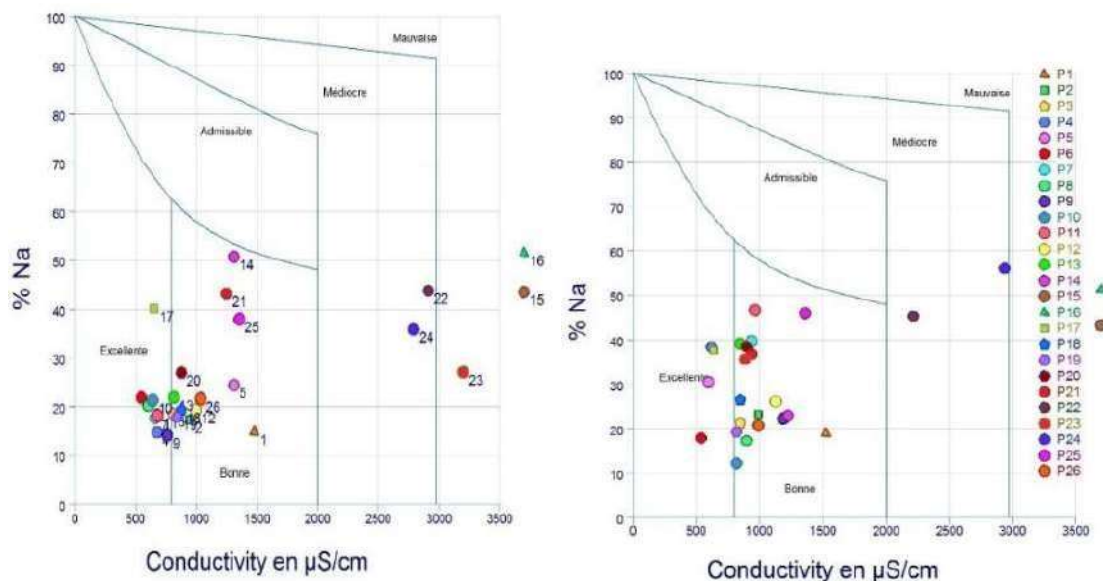 100
90
80
70
60
50
40
30
20
10
0
% Na
Mauvaise
Médiocre
Admissible
Excellente
Bonne
14
16
21
22
15
17
25
24
23
20
5
26
12
2
1
9
0 500 1000 1500 2000 2500 3000 3500
Conductivity en µS/cm
100
90
80
70
60
50
40
30
20
10
0
% Na
Mauvaise
Médiocre
Admissible
Excellente
Bonne
0 500 1000 1500 2000 2500 3000 3500
Conductivity en µS/cm
P1
P2
P3
P4
P5
P6
P7
P8
P9
P10
P11
P12
P13
P14
P15
P16
P17
P18
P19
P20
P21
P22
P23
P24
P25
P26